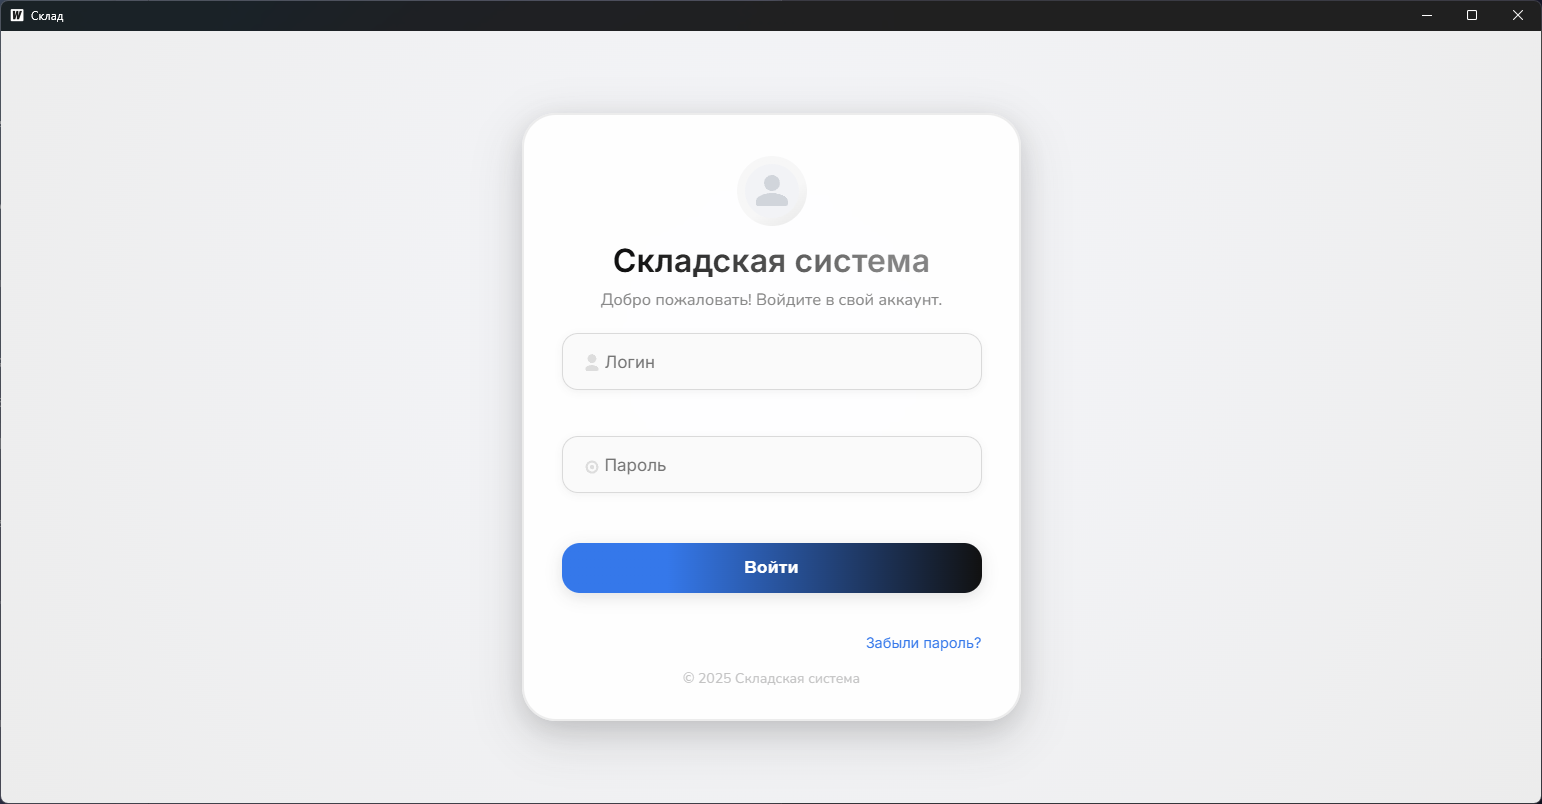 W Склад
Складская система
Добро пожаловать! Войдите в свой аккаунт.
Логин
Пароль
Войти
Забыли пароль?
© 2025 Складская система